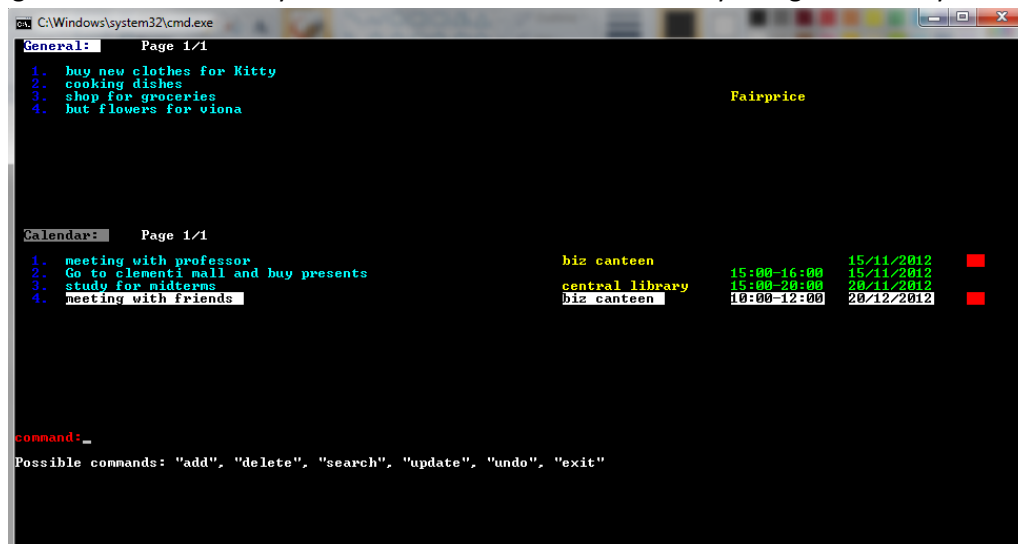 C:\Windows\system32\cmd.exe
General: Page 1/1
1. buy new clothes for Kitty
2. cooking dishes
3. shop for groceries Fairprice
4. but flowers for viona
Calendar: Page 1/1
1. meeting with professor biz canteen 15/11/2012
2. Go to clementi mall and buy presents 15:00-16:00 15/11/2012
3. study for midterms central library 15:00-20:00 20/11/2012
4. meeting with friends biz canteen 10:00-12:00 20/12/2012
command:_
Possible commands: "add", "delete", "search", "update", "undo", "exit"